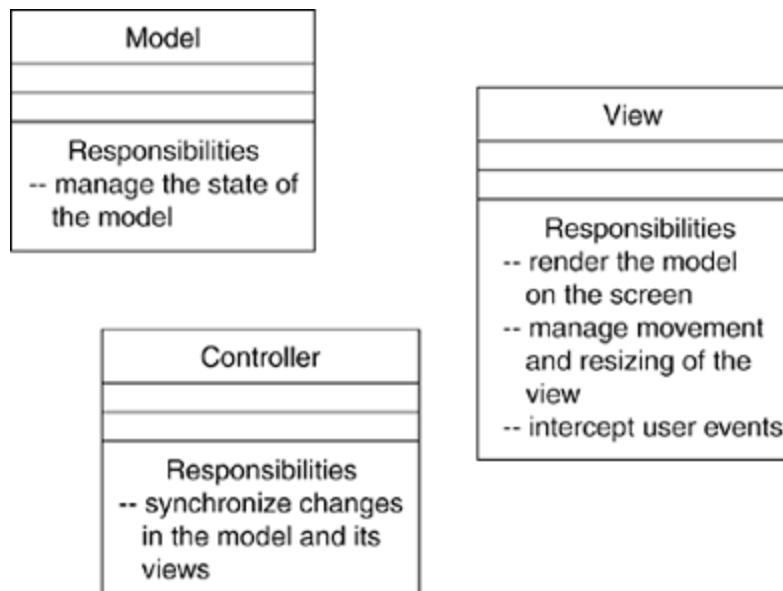 Model
Responsibilities
-- manage the state of
the model
View
Responsibilities
-- render the model
on the screen
-- manage movement
and resizing of the
view
-- intercept user events
Controller
Responsibilities
-- synchronize changes
in the model and its
views